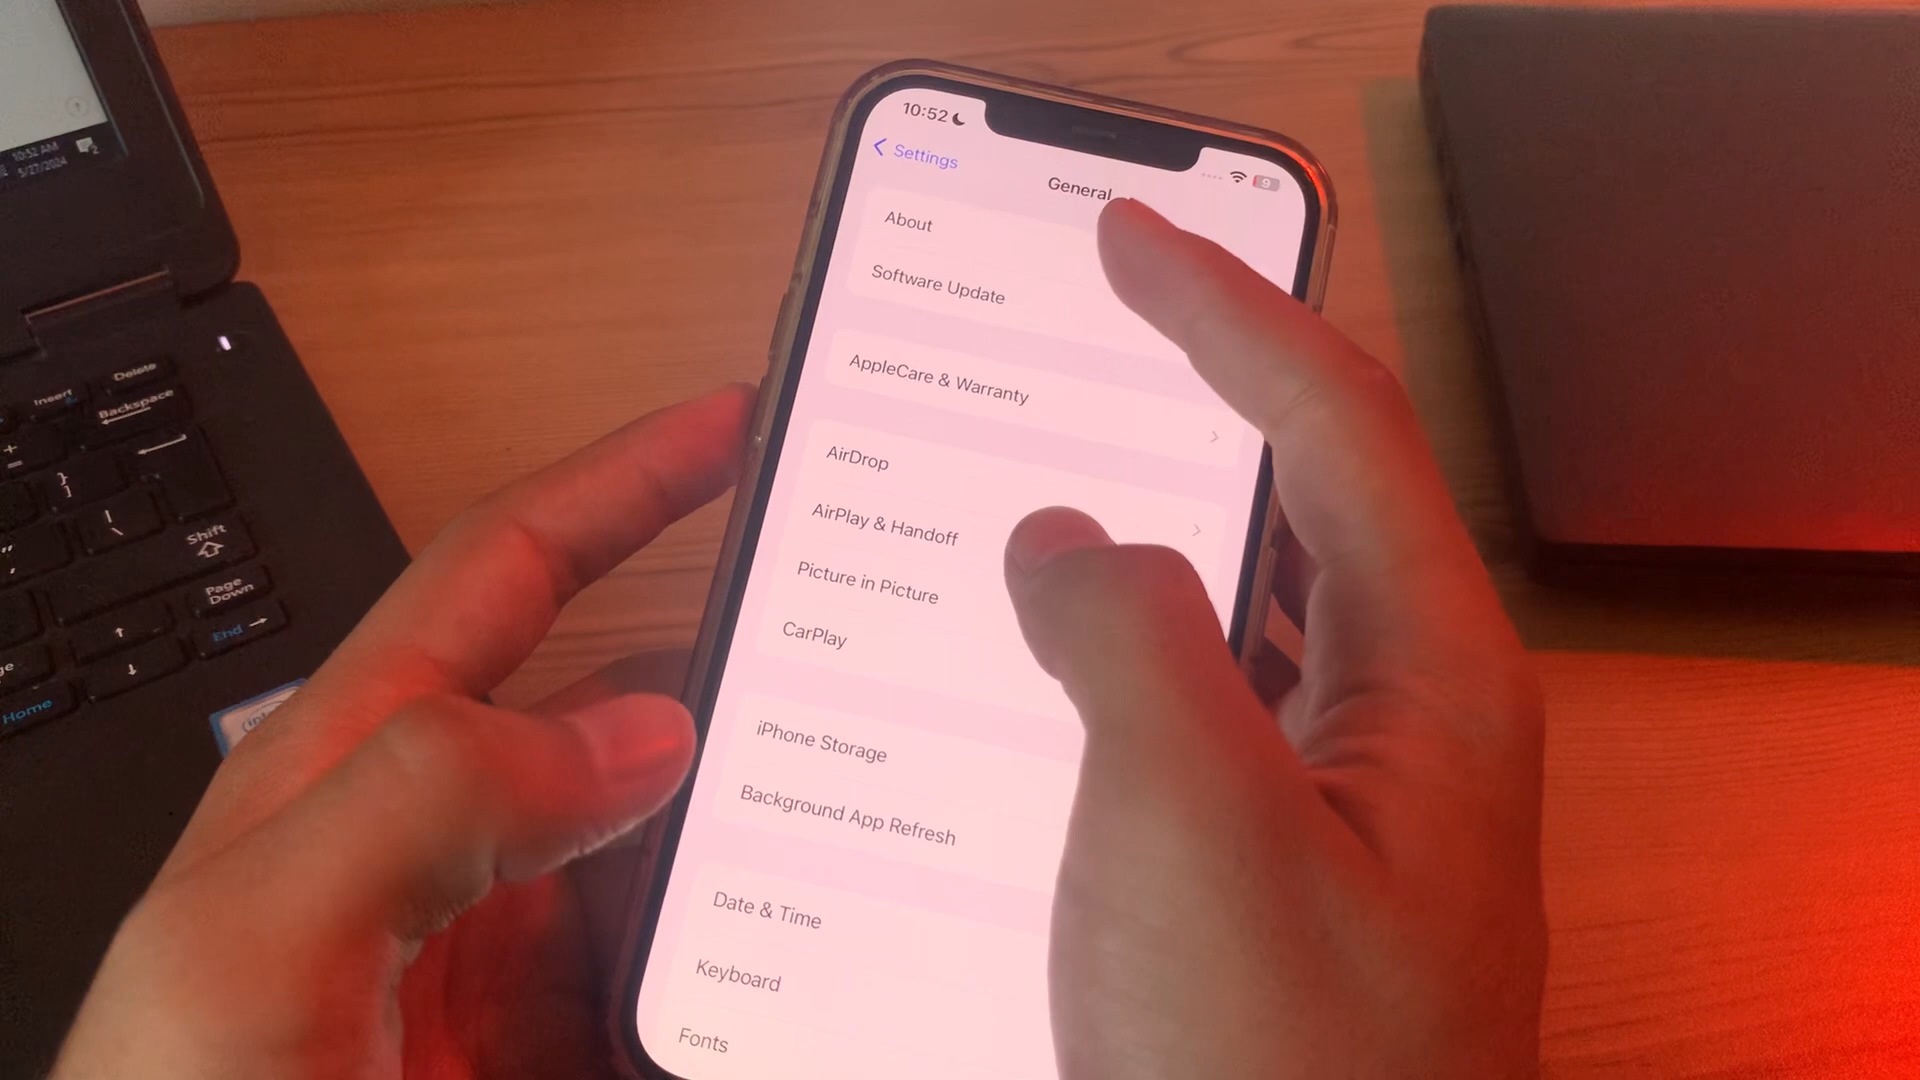 10:52 AM
5/27/2024
2
Insert
Delete
Backspace
+
=
}
]
|
\
"
'
Shift
Page
Down
End
Home
10:52
9
Settings
General
About
Software Update
AppleCare & Warranty
AirDrop
AirPlay & Handoff
Picture in Picture
CarPlay
iPhone Storage
Background App Refresh
Date & Time
Keyboard
Fonts